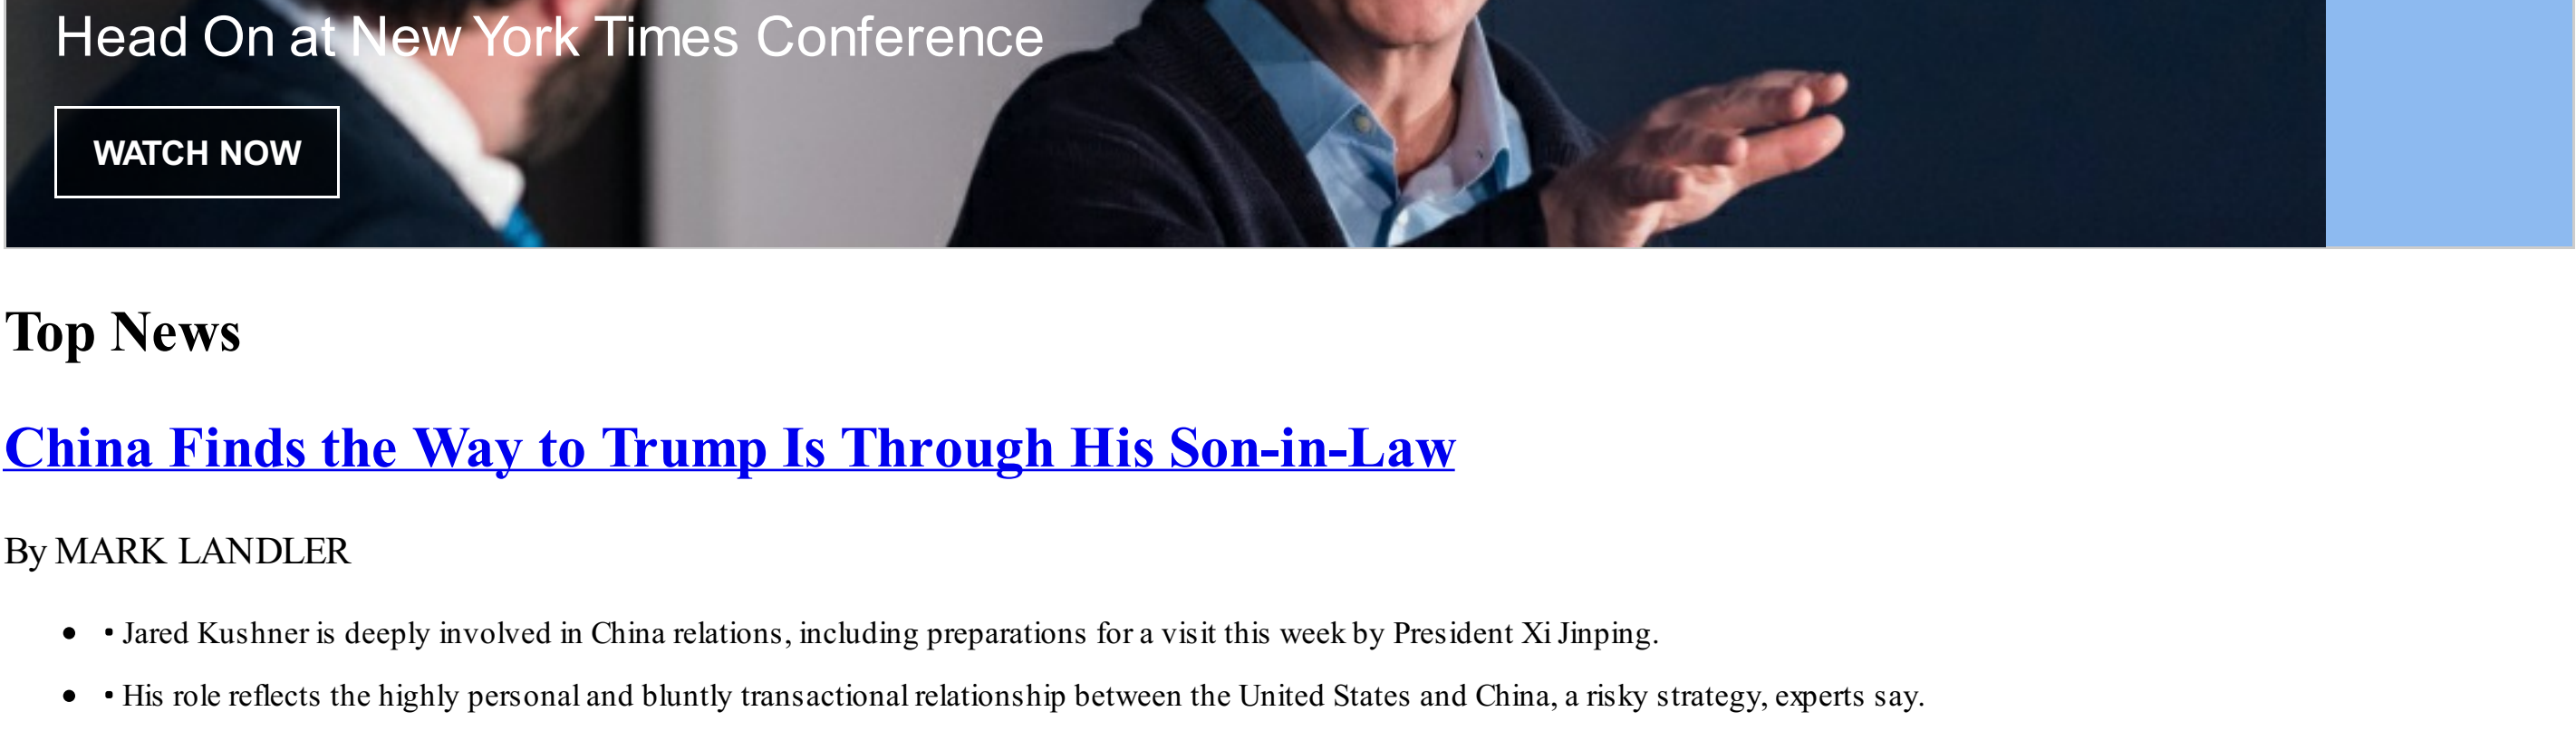 Head On at New York Times Conference
WATCH NOW
Top News
China Finds the Way to Trump Is Through His Son-in-Law
By MARK LANDLER
• • Jared Kushner is deeply involved in China relations, including preparations for a visit this week by President Xi Jinping.
• • His role reflects the highly personal and bluntly transactional relationship between the United States and China, a risky strategy, experts say.